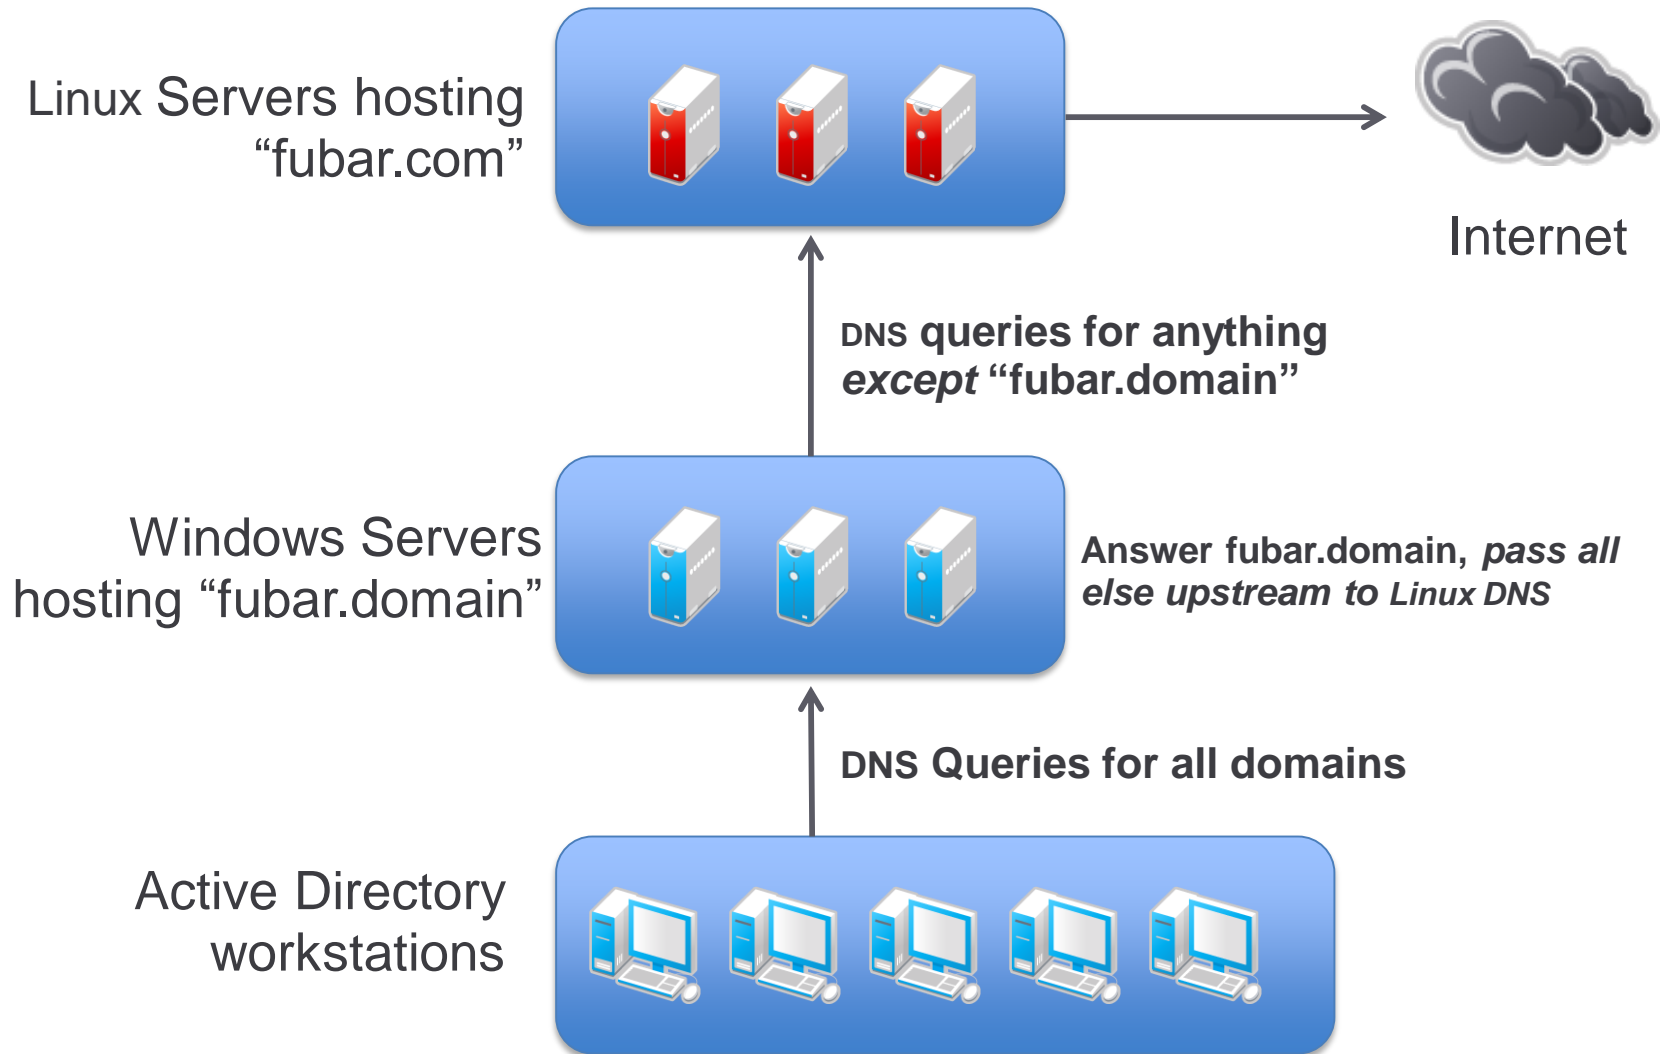 Linux Servers hosting
“fubar.com”
Internet
DNS queries for anything
except “fubar.domain”
Windows Servers
hosting “fubar.domain”
Answer fubar.domain, pass all
else upstream to Linux DNS
DNS Queries for all domains
Active Directory
workstations